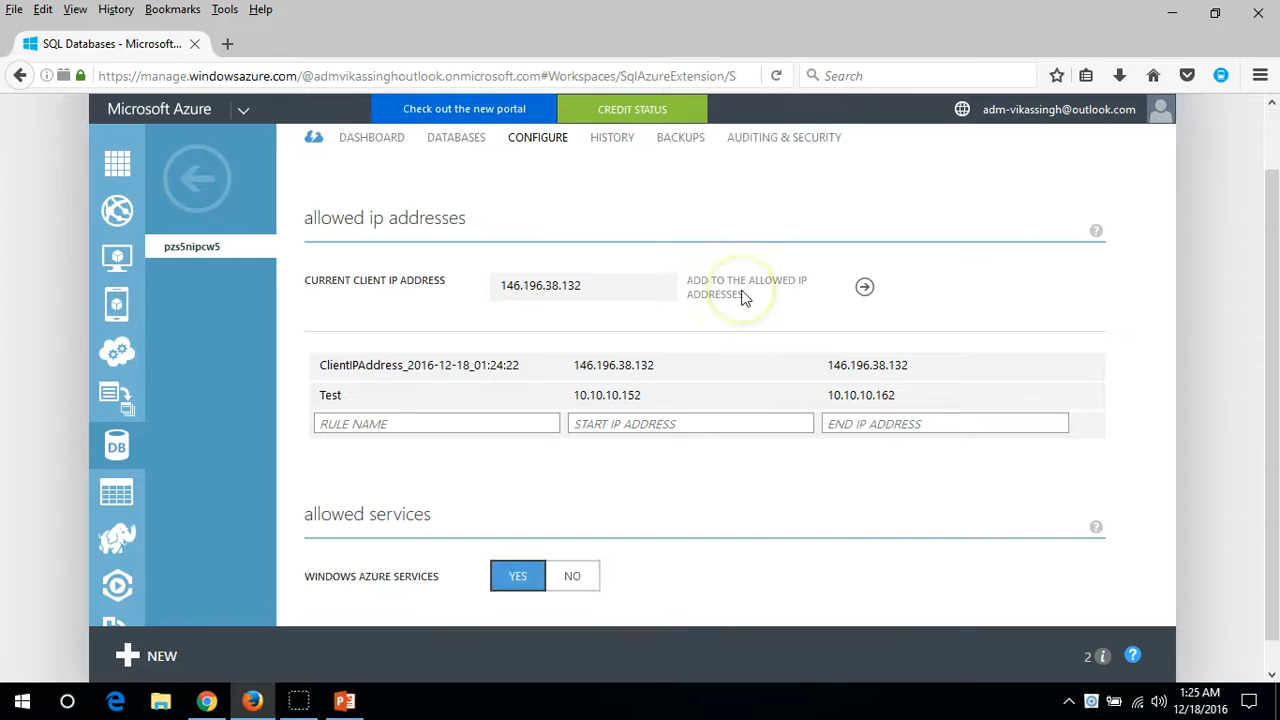 File Edit View History Bookmarks Tools Help
SQL Databases - Microsoft...
https://manage.windowsazure.com/@admvikassinghoutlook.onmicrosoft.com#Workspaces/SqlAzureExtension/S
Search
Microsoft Azure
Check out the new portal
CREDIT STATUS
adm-vikassingh@outlook.com
DASHBOARD DATABASES CONFIGURE HISTORY BACKUPS AUDITING & SECURITY
pzs5nipcw5
allowed ip addresses
?
CURRENT CLIENT IP ADDRESS
146.196.38.132
ADD TO THE ALLOWED IP
ADDRESSES
ClientIPAddress_2016-12-18_01:24:22 146.196.38.132 146.196.38.132
Test 10.10.10.152 10.10.10.162
RULE NAME START IP ADDRESS END IP ADDRESS
DB
allowed services
?
WINDOWS AZURE SERVICES
YES NO
NEW
2 i ?
1:25 AM
12/18/2016